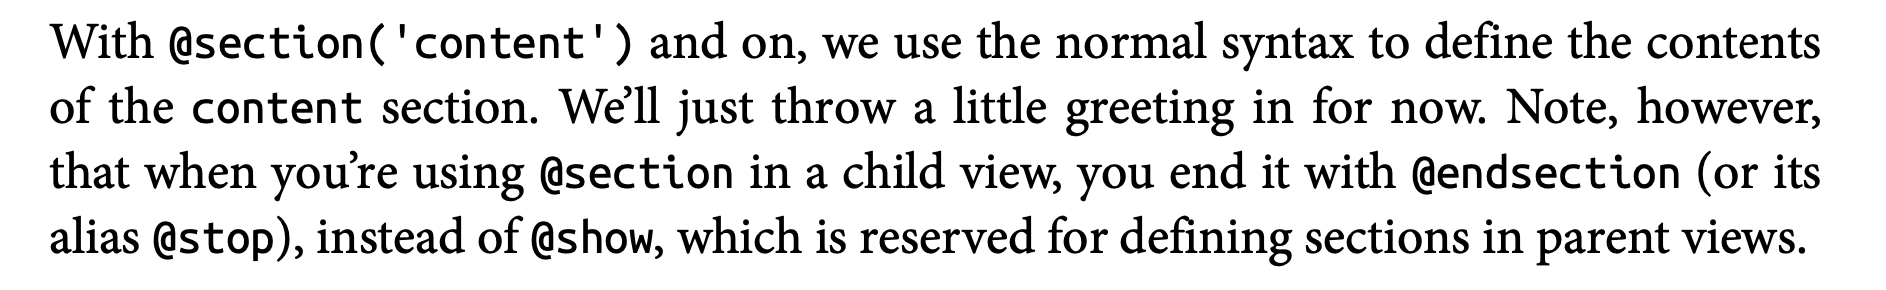 With @section('content') and on, we use the normal syntax to define the contents
of the content section. We’ll just throw a little greeting in for now. Note, however,
that when you’re using @section in a child view, you end it with @endsection (or its
alias @stop), instead of @show, which is reserved for defining sections in parent views.